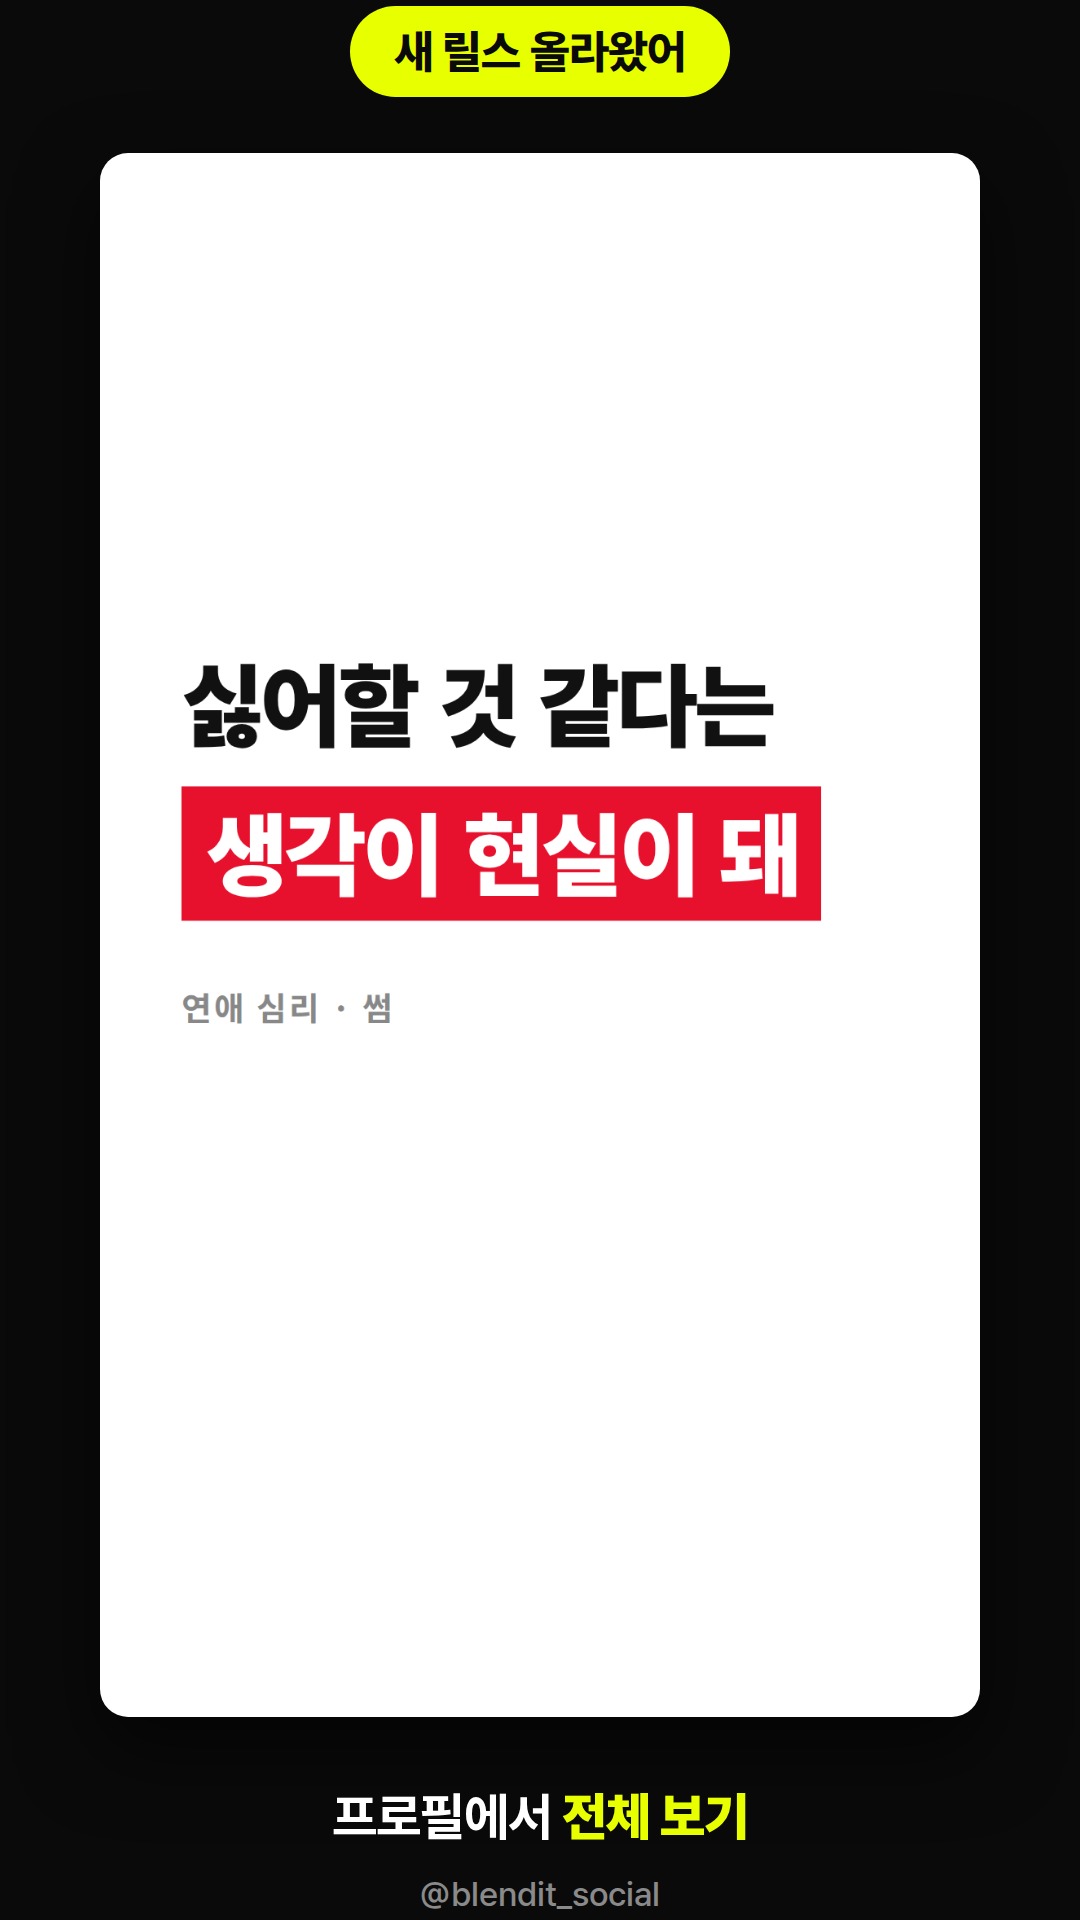 새 릴스 올라왔어
싫어할 것 같다는
생각이 현실이 돼
연애 심리 · 썸
프로필에서 전체 보기
@blendit_social